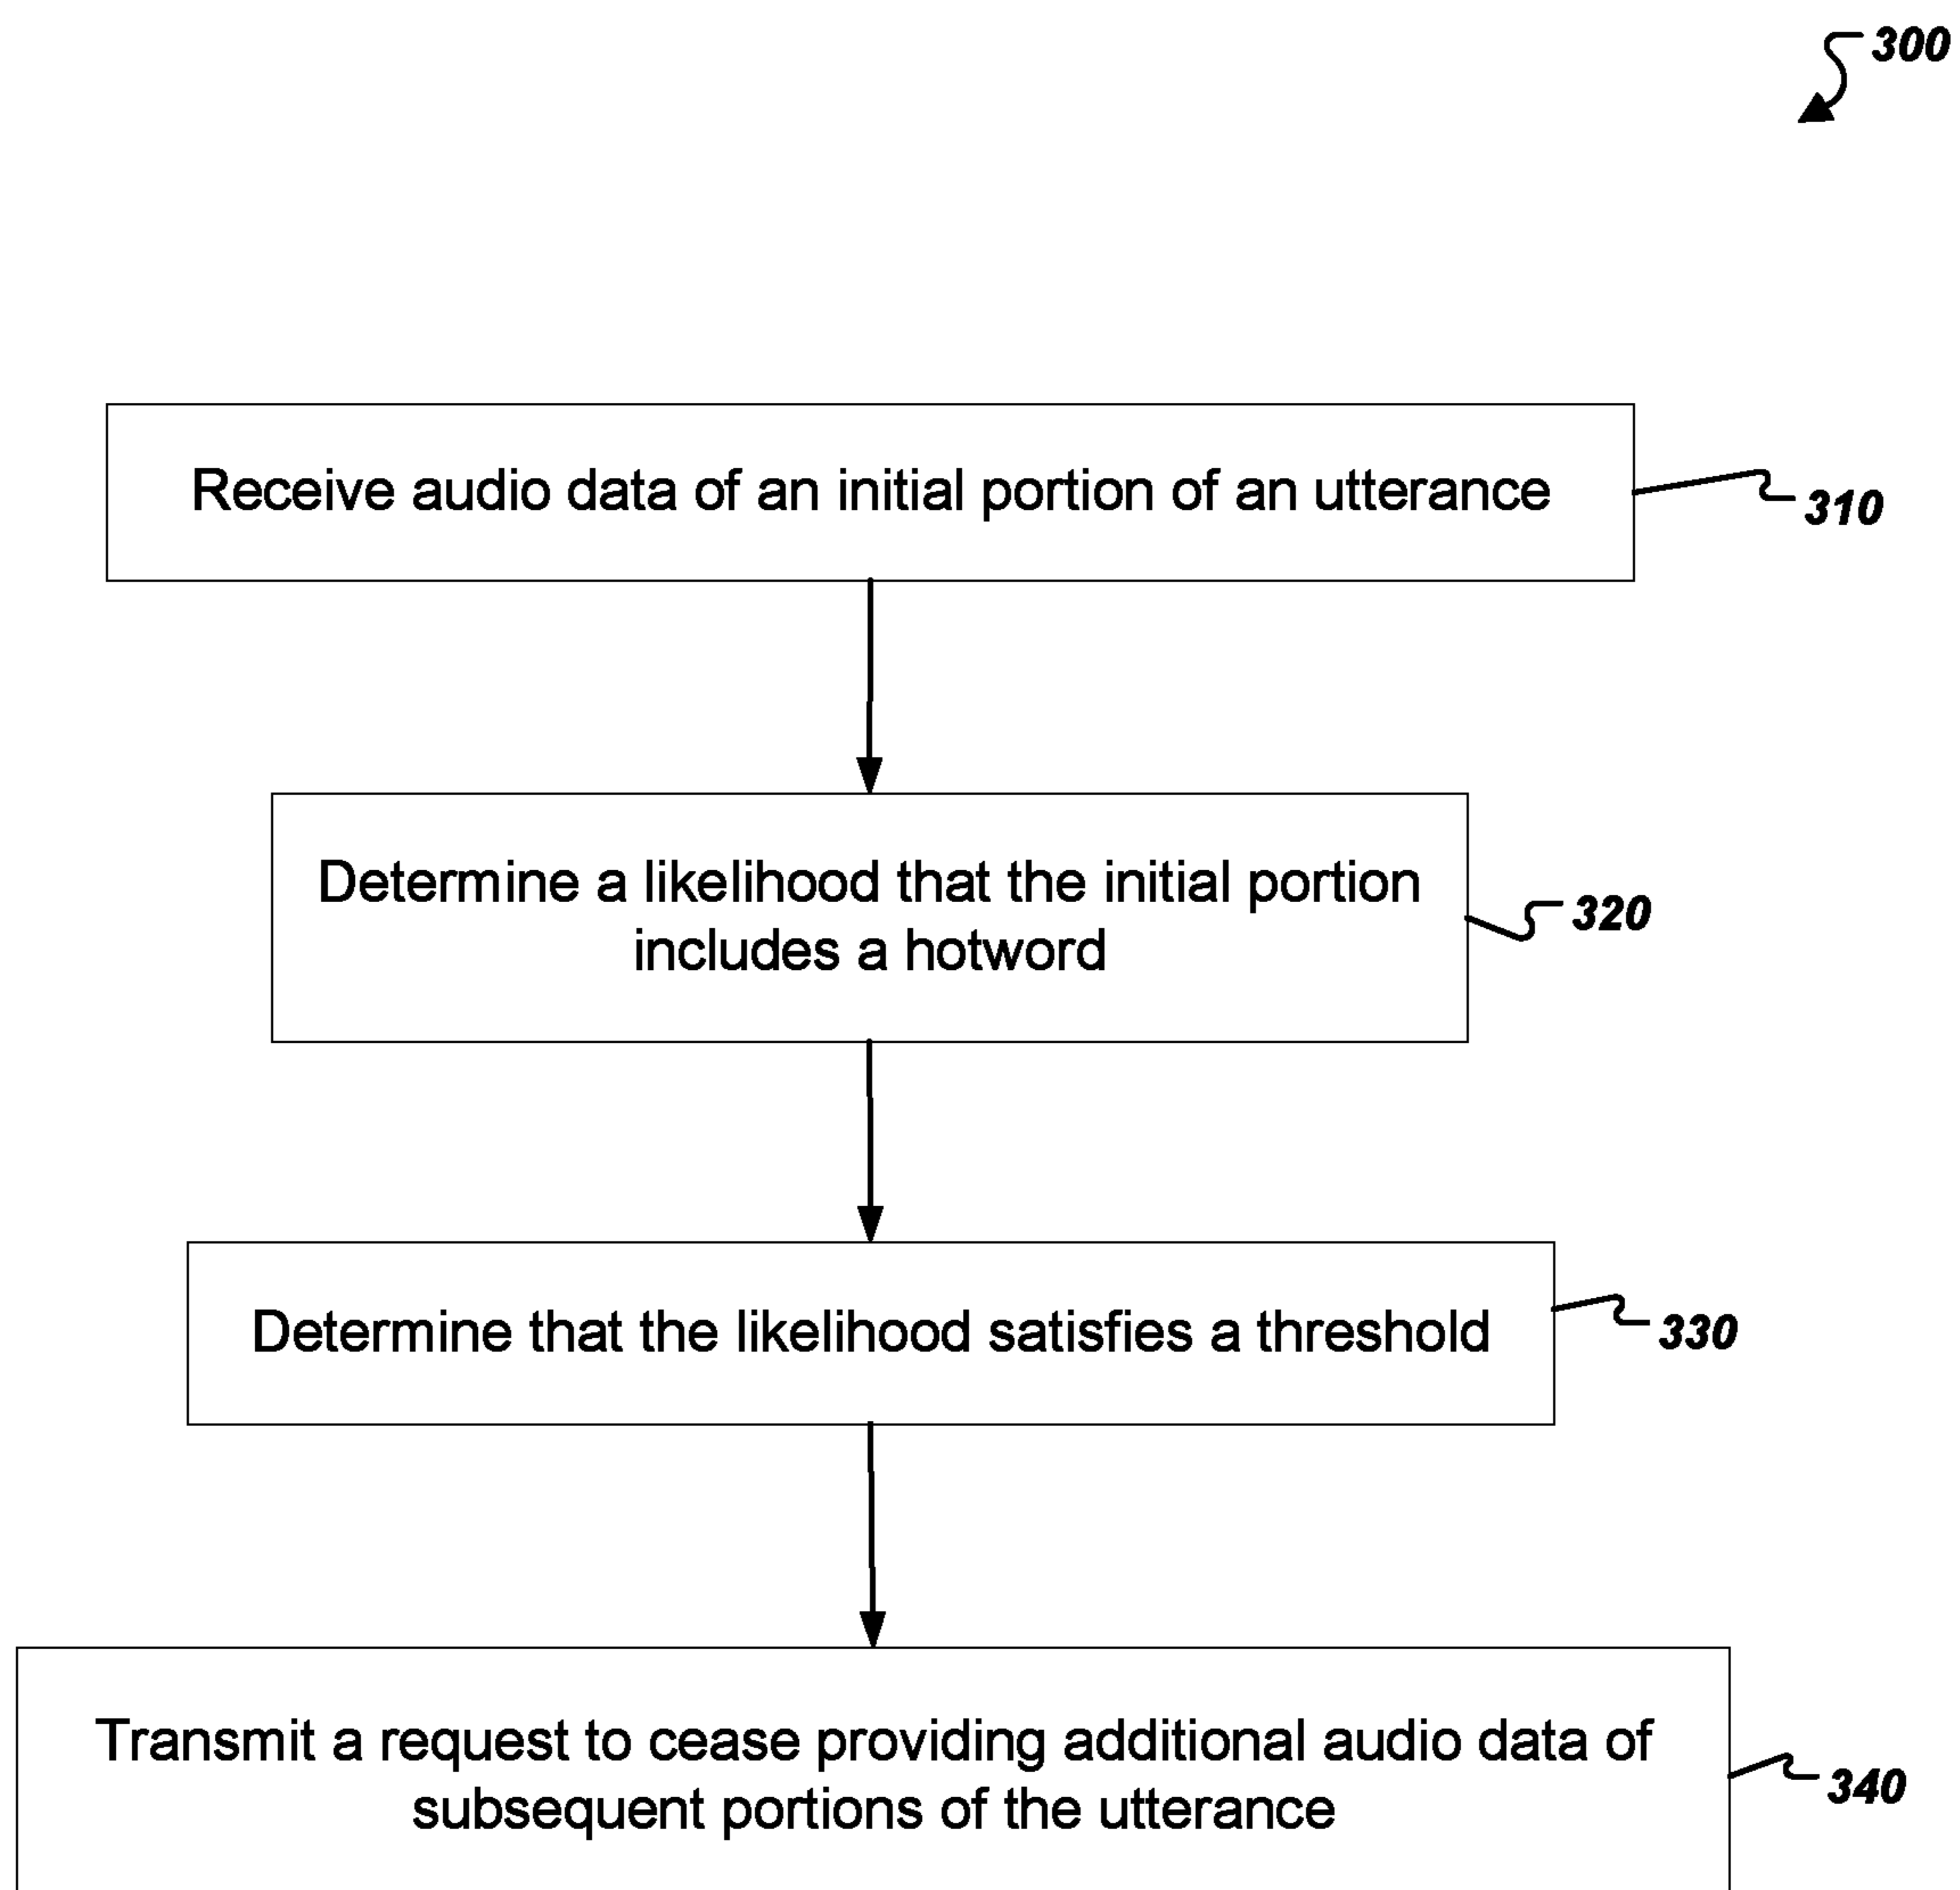 300
Receive audio data of an initial portion of an utterance
310
Determine a likelihood that the initial portion
includes a hotword
320
Determine that the likelihood satisfies a threshold
330
Transmit a request to cease providing additional audio data of
subsequent portions of the utterance
340